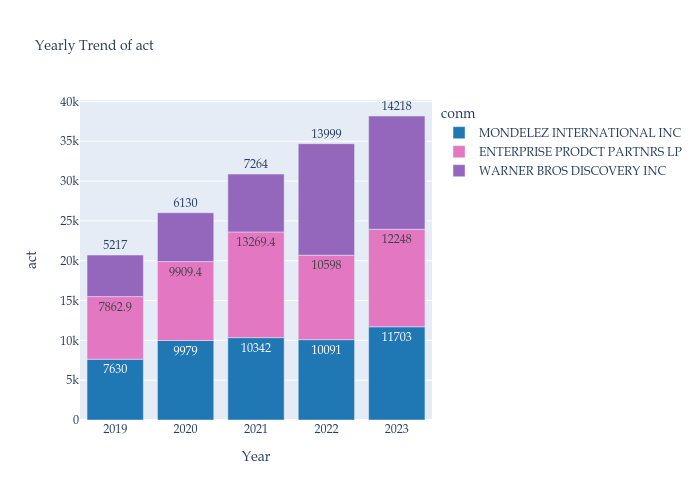 Yearly Trend of act
conm
MONDELEZ INTERNATIONAL INC
ENTERPRISE PRODCT PARTNRS LP
WARNER BROS DISCOVERY INC
act
40k
35k
30k
25k
20k
15k
10k
5k
0
5217
6130
7264
13999
14218
7862.9
9909.4
13269.4
10598
12248
7630
9979
10342
10091
11703
2019
2020
2021
2022
2023
Year